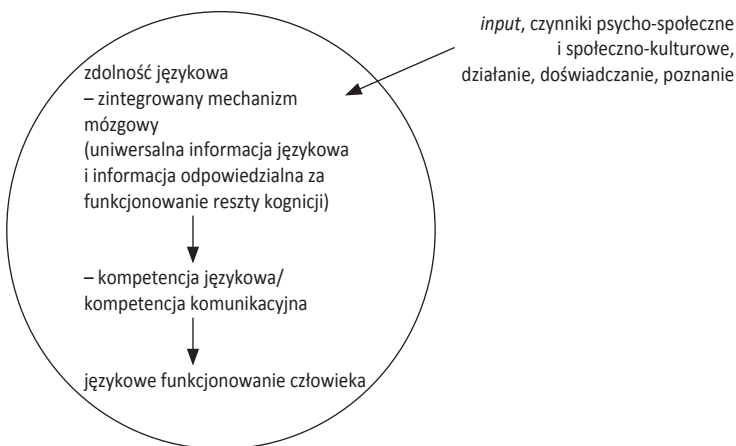 input, czynniki psycho-społeczne
i społeczno-kulturowe,
działanie, doświadczanie, poznanie
zdolność językowa
– zintegrowany mechanizm
mózgowy
(uniwersalna informacja językowa
i informacja odpowiedzialna za
funkcjonowanie reszty kognicji)
– kompetencja językowa/
kompetencja komunikacyjna
językowe funkcjonowanie człowieka